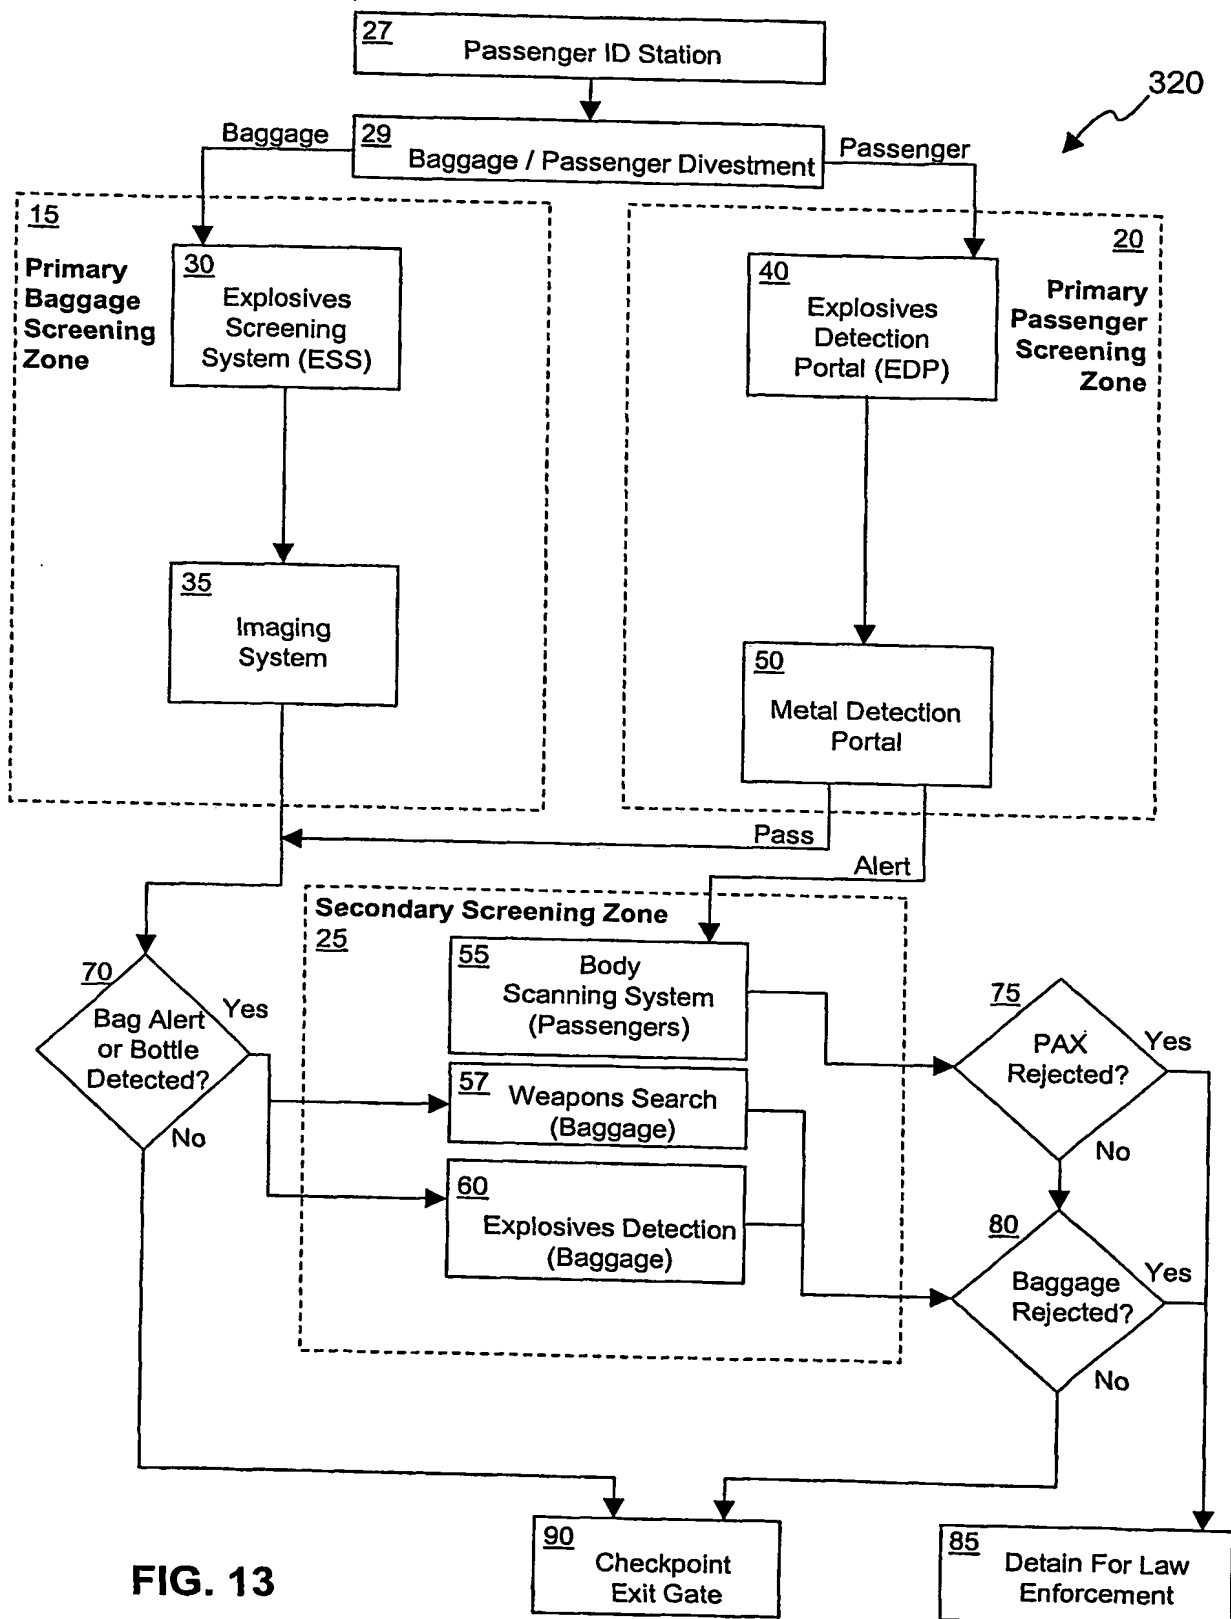 27
Passenger ID Station
320
Baggage
29
Baggage / Passenger Divestment
Passenger
15
Primary
Baggage
Screening
Zone
30
Explosives
Screening
System (ESS)
35
Imaging
System
20
Primary
Passenger
Screening
Zone
40
Explosives
Detection
Portal (EDP)
50
Metal Detection
Portal
Pass
Alert
Secondary Screening Zone
25
55
Body
Scanning System
(Passengers)
57
Weapons Search
(Baggage)
60
Explosives Detection
(Baggage)
70
Bag Alert
or Bottle
Detected?
Yes
No
75
PAX
Rejected?
Yes
No
80
Baggage
Rejected?
Yes
No
90
Checkpoint
Exit Gate
85
Detain For Law
Enforcement
FIG. 13